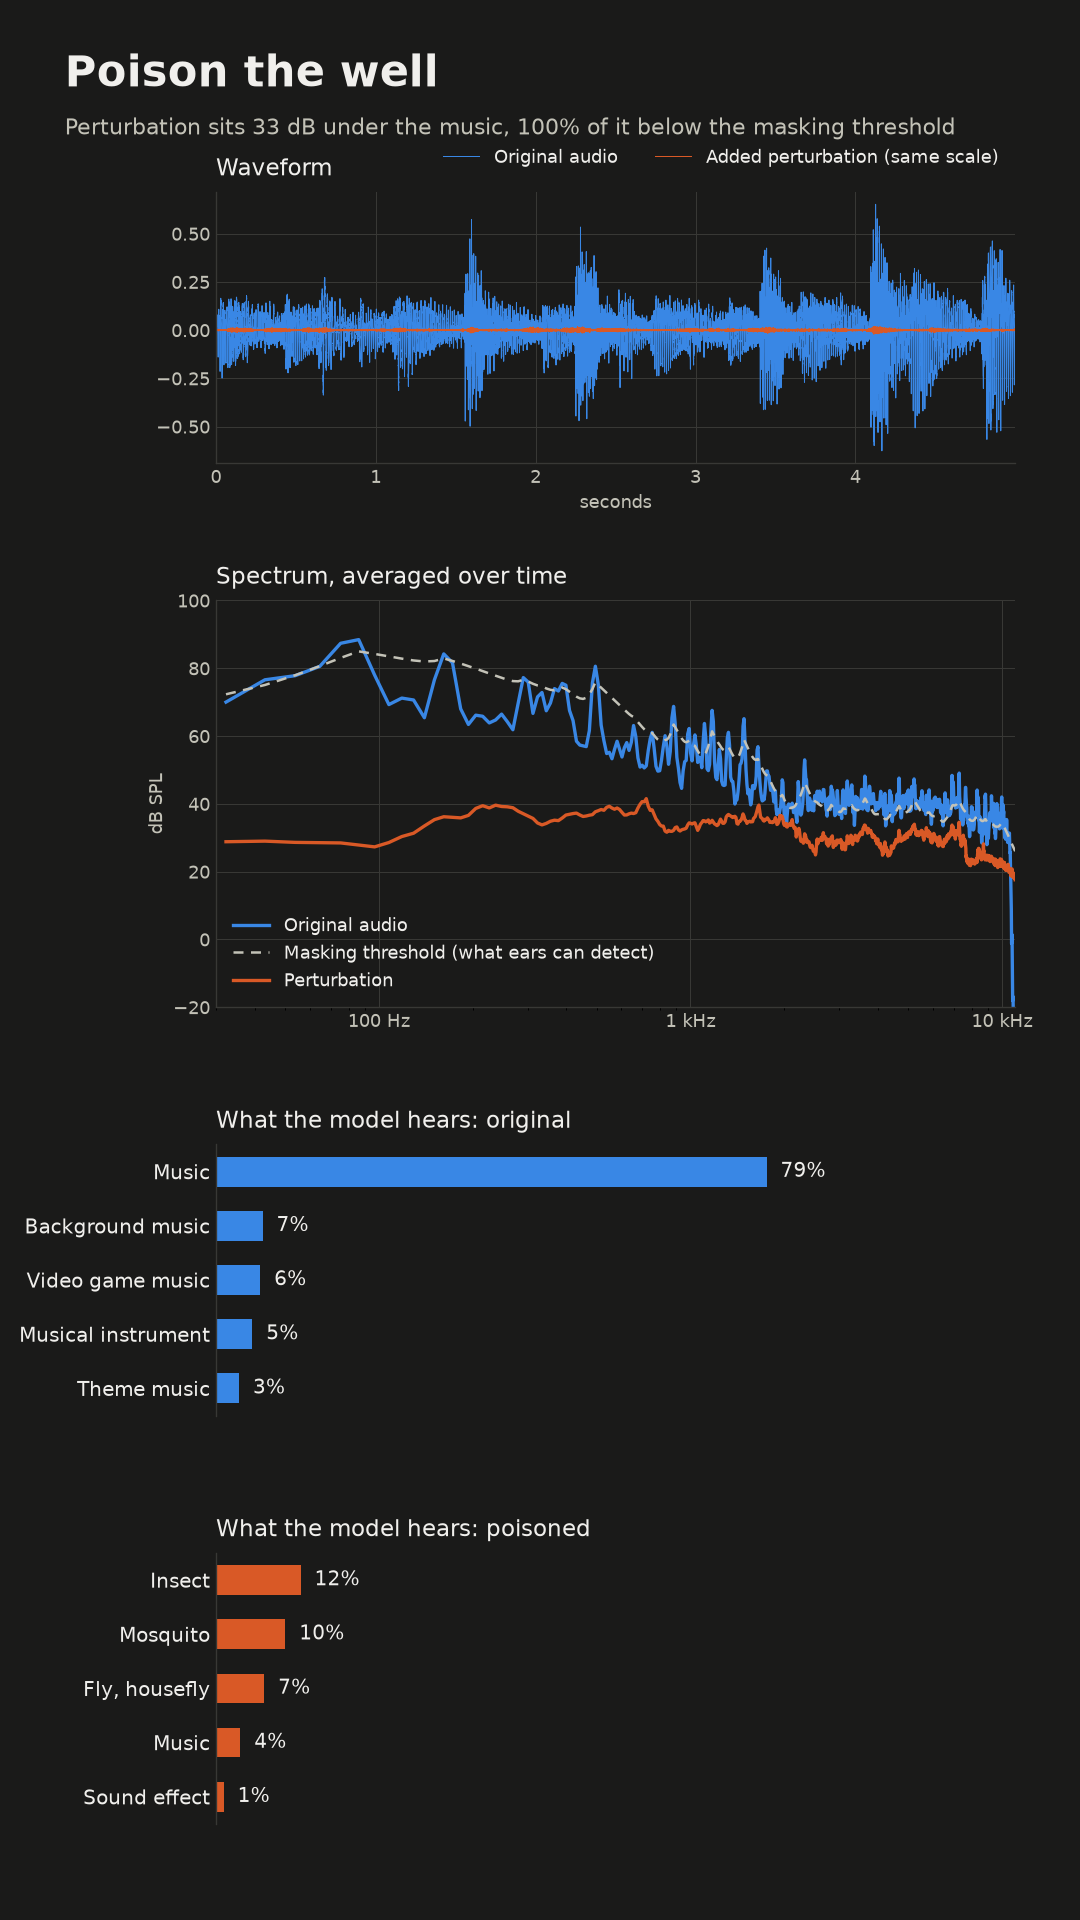 Poison the well
Perturbation sits 33 dB under the music, 100% of it below the masking threshold
Waveform
Original audio
Added perturbation (same scale)
0.50
0.25
0.00
−0.25
−0.50
0 1 2 3 4
seconds
Spectrum, averaged over time
100
80
60
40
20
0
−20
dB SPL
Original audio
Masking threshold (what ears can detect)
Perturbation
100 Hz 1 kHz 10 kHz
What the model hears: original
Music 79%
Background music 7%
Video game music 6%
Musical instrument 5%
Theme music 3%
What the model hears: poisoned
Insect 12%
Mosquito 10%
Fly, housefly 7%
Music 4%
Sound effect 1%